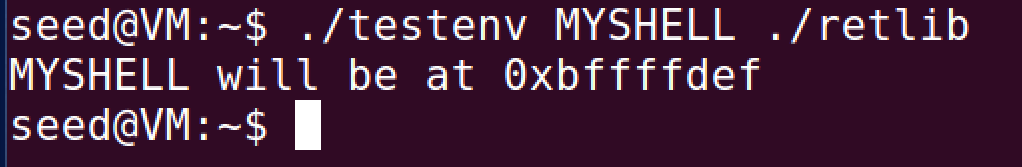 seed@VM:~$ ./testenv MYSHELL ./retlib
MYSHELL will be at 0xbffffdef
seed@VM:~$